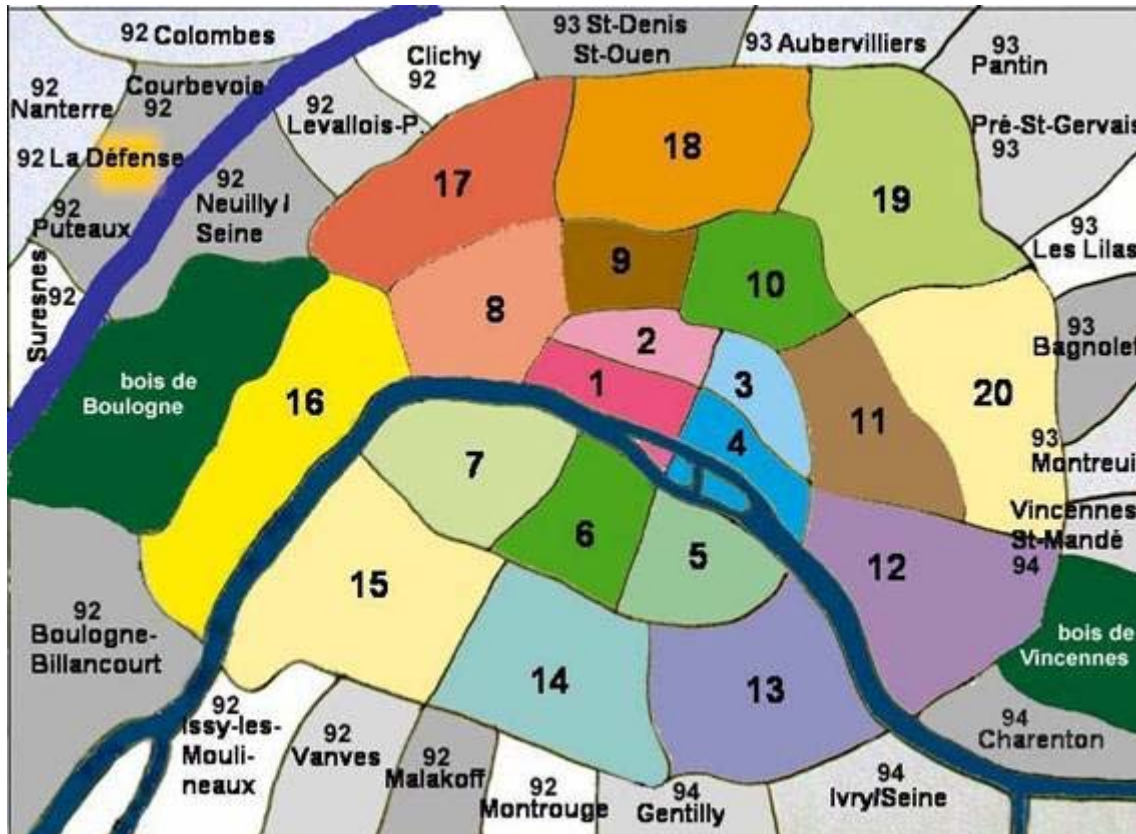 92 Colombes
93 St-Denis
St-Ouen
93 Aubervilliers
93
Pantin
Clichy
92
92
Nanterre
Courbevoie
92
92
Levallois-P.
Pré-St-Gervais
93
92 La Défense
92
Neuilly/
Seine
92
Puteaux
93
Les Lilas
Suresnes
92
17
18
19
9
10
8
2
1
3
4
16
11
20
93
Bagnolet
bois de
Boulogne
7
6
5
93
Montreuil
Vincennes
St-Mandé
94
12
15
14
13
92
Boulogne-
Billancourt
bois de
Vincennes
92
Issy-les-
Mouli-
neaux
92
Vanves
92
Malakoff
92
Montrouge
94
Gentilly
94
Ivry/Seine
94
Charenton